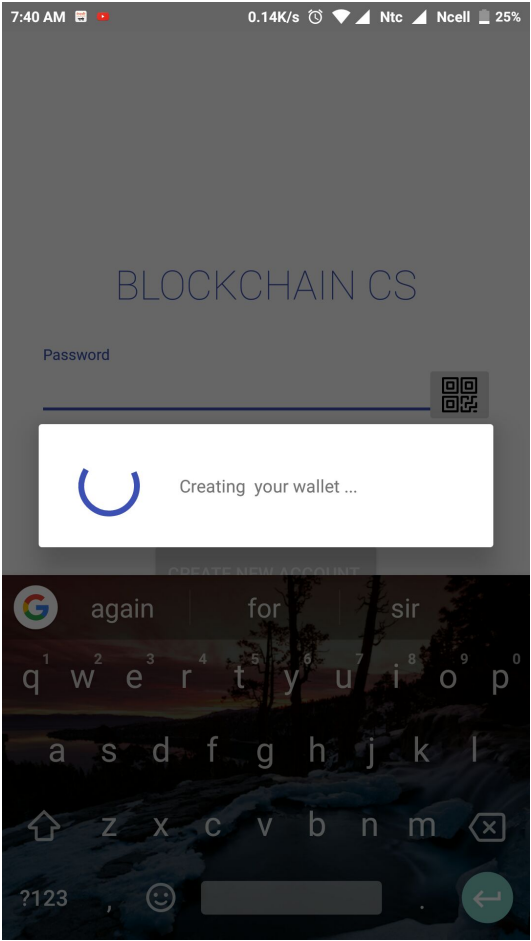 7:40 AM 0.14K/s Ntc Ncell 25%
BLOCKCHAIN CS
Password
Creating your wallet ...
CREATE NEW ACCOUNT
again for sir
1 2 3 4 5 6 7 8 9 0
q w e r t y u i o p
a s d f g h j k l
z x c v b n m
?123 , .